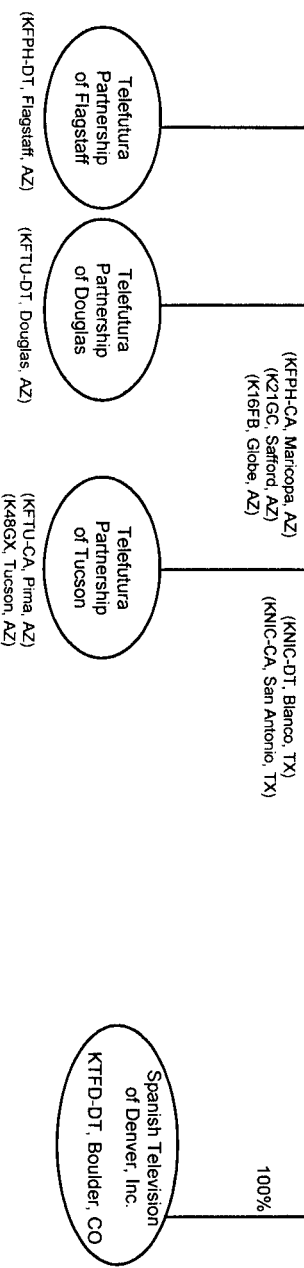 (KFPH-CA, Maricopa, AZ)
(K21GC, Safford, AZ)
(K16FB, Globe, AZ)
(KNIC-DT, Blanco, TX)
(KNIC-CA, San Antonio, TX)
100%
Telefutura
Partnership
of Flagstaff
(KFPH-DT, Flagstaff, AZ)
Telefutura
Partnership
of Douglas
(KFTU-DT, Douglas, AZ)
Telefutura
Partnership
of Tucson
(KFTU-CA, Pima, AZ)
(K48GX, Tucson, AZ)
Spanish Television
of Denver, Inc.
KTFD-DT, Boulder, CO